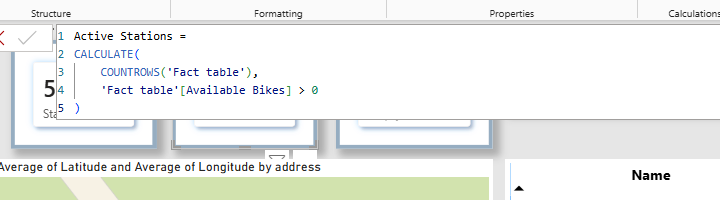 Structure Formatting Properties Calculations
1 Active Stations =
2 CALCULATE(
3 COUNTROWS('Fact table'),
4 'Fact table'[Available Bikes] > 0
5 )
5
Average of Latitude and Average of Longitude by address
Name